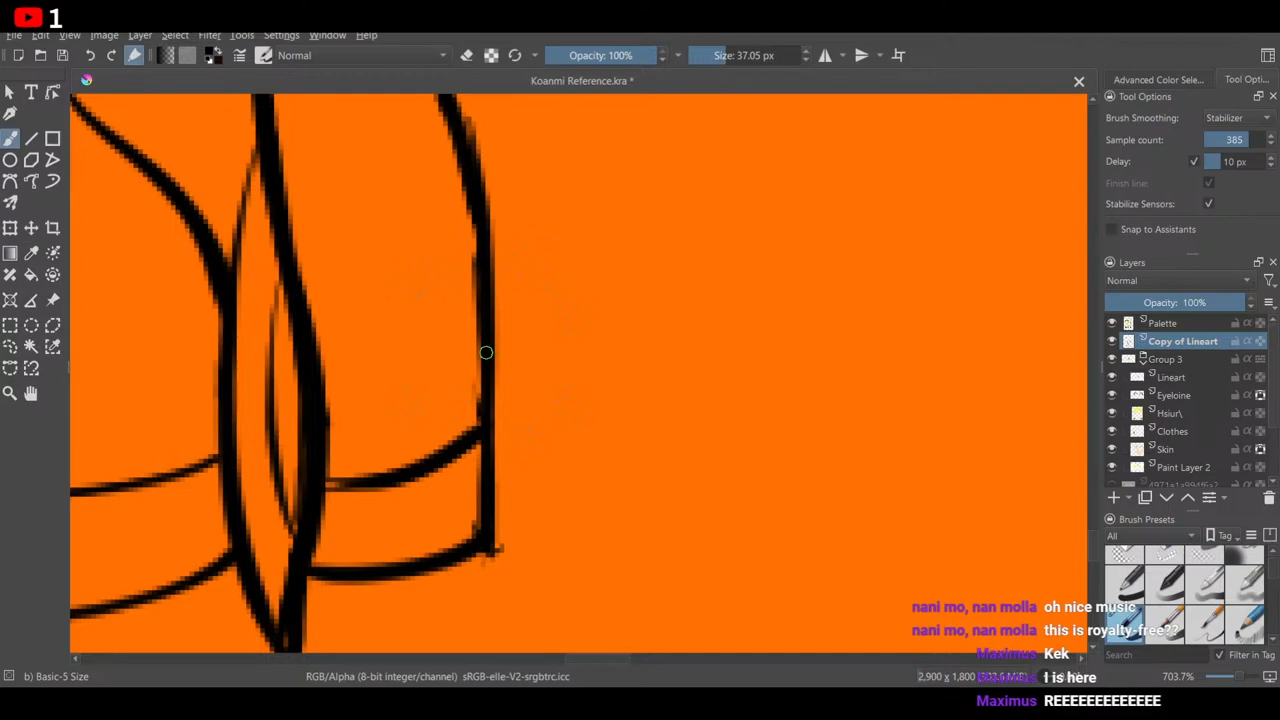 1
File Edit View Image Layer Select Filter Tools Settings Window Help
Normal
Opacity: 100%
Size: 37.05 px
Koanmi Reference.kra *
Advanced Color Sele...
Tool Opti...
Tool Options
Brush Smoothing: Stabilizer
Sample count: 385
Delay: 10 px
Finish line:
Stabilize Sensors:
Snap to Assistants
Layers
Normal
Opacity: 100%
Palette
Copy of Lineart
Group 3
Lineart
Eyeloine
Hsiur\
Clothes
Skin
Paint Layer 2
Brush Presets
All
Tag
nani mo, nan molla oh nice music
nani mo, nan molla this is royalty-free??
Maximus Kek
Maximus I is here
Maximus REEEEEEEEEEEEE
Search
Filter in Tag
b) Basic-5 Size
RGB/Alpha (8-bit integer/channel) sRGB-elle-V2-srgbtrc.icc
2,900 x 1,800
703.7%